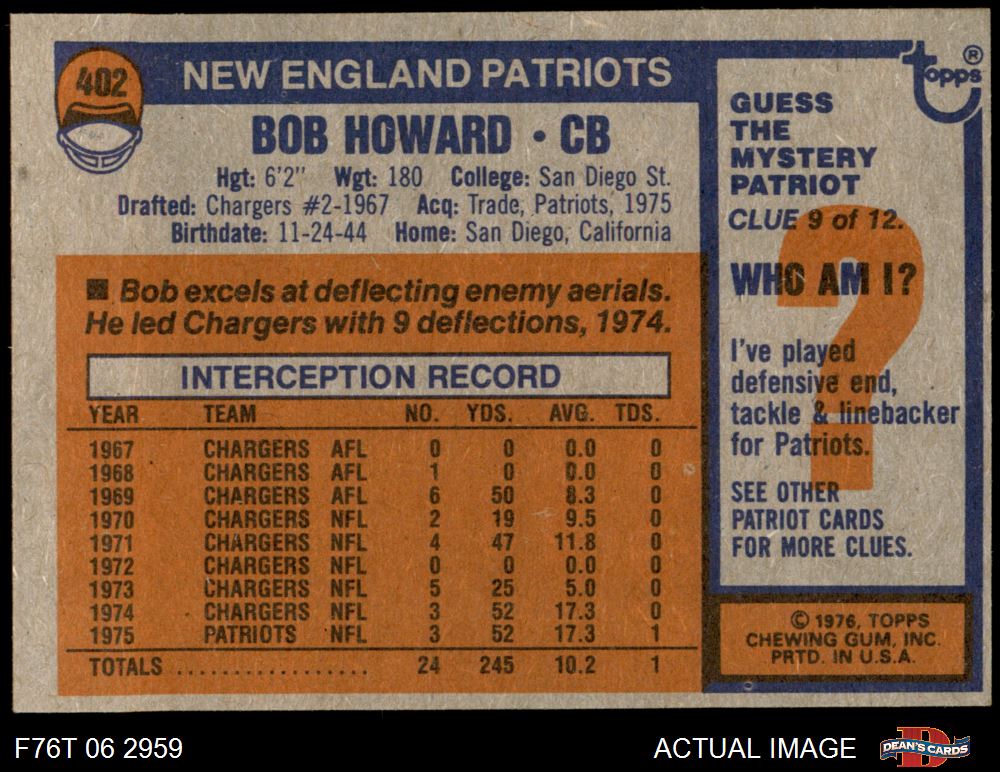 402
NEW ENGLAND PATRIOTS
BOB HOWARD • CB
Hgt: 6'2" Wgt: 180 College: San Diego St.
Drafted: Chargers #2-1967 Acq: Trade, Patriots, 1975
Birthdate: 11-24-44 Home: San Diego, California
■ Bob excels at deflecting enemy aerials.
He led Chargers with 9 deflections, 1974.
INTERCEPTION RECORD
YEAR TEAM NO. YDS. AVG. TDS.
1967 CHARGERS AFL 0 0 0.0 0
1968 CHARGERS AFL 1 0 0.0 0
1969 CHARGERS AFL 6 50 8.3 0
1970 CHARGERS NFL 2 19 9.5 0
1971 CHARGERS NFL 4 47 11.8 0
1972 CHARGERS NFL 0 0 0.0 0
1973 CHARGERS NFL 5 25 5.0 0
1974 CHARGERS NFL 3 52 17.3 0
1975 PATRIOTS NFL 3 52 17.3 1
TOTALS ................. 24 245 10.2 1
Topps®
GUESS
THE
MYSTERY
PATRIOT
CLUE 9 of 12.
WHO AM I?
?
I've played
defensive end,
tackle & linebacker
for Patriots.
SEE OTHER
PATRIOT CARDS
FOR MORE CLUES.
© 1976, TOPPS
CHEWING GUM, INC.
PRTD. IN U.S.A.
F76T 06 2959
ACTUAL IMAGE
D
DEAN'S CARDS